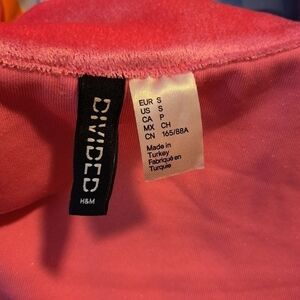 DIVIDED
H&M
EUR S
US S
CA P
MX CH
CN 165/88A
Made in
Turkey
Fabriqué en
Turquie